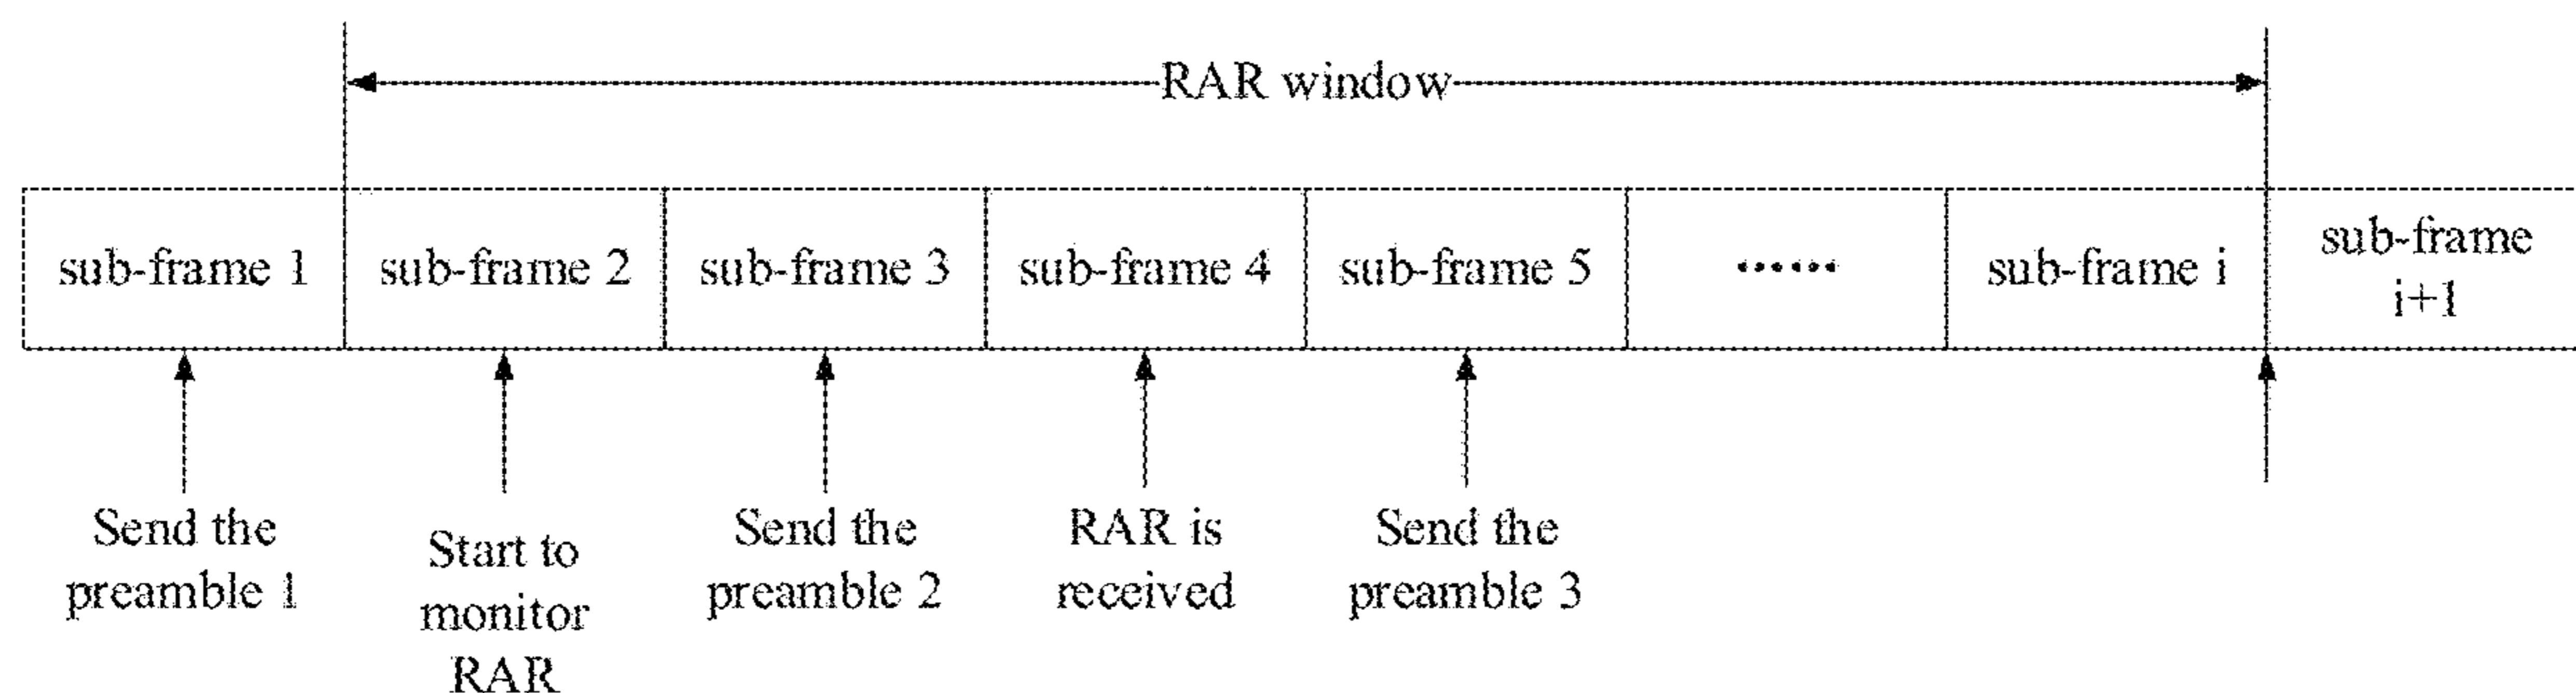 RAR window
sub-frame 1
sub-frame 2
sub-frame 3
sub-frame 4
sub-frame 5
······
sub-frame i
sub-frame
i+1
Send the
preamble 1
Start to
monitor
RAR
Send the
preamble 2
RAR is
received
Send the
preamble 3